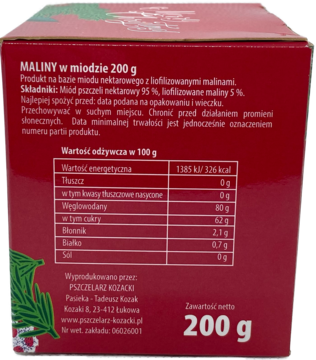 MALINY w miodzie 200 g
Produkt na bazie miodu nektarowego z liofilizowanymi malinami.
Składniki: Miód pszczeli nektarowy 95 %, liofilizowane maliny 5 %.
Najlepiej spożyć przed: data podana na opakowaniu i wieczku.
Przechowywać w suchym miejscu. Chronić przed działaniem promieni
słonecznych. Data minimalnej trwałości jest jednocześnie oznaczeniem
numeru partii produktu.
Wartość odżywcza w 100 g
Wartość energetyczna 1385 kJ/ 326 kcal
Tłuszcz 0 g
w tym kwasy tłuszczowe nasycone 0 g
Węglowodany 80 g
w tym cukry 62 g
Błonnik 2,1 g
Białko 0,7 g
Sól 0 g
Wyprodukowano przez:
PSZCZELARZ KOZACKI
Pasieka - Tadeusz Kozak
Kozaki 8, 23-412 Łukowa
www.pszczelarz-kozacki.pl
Nr wet. zakładu: 06026001
Zawartość netto
200 g